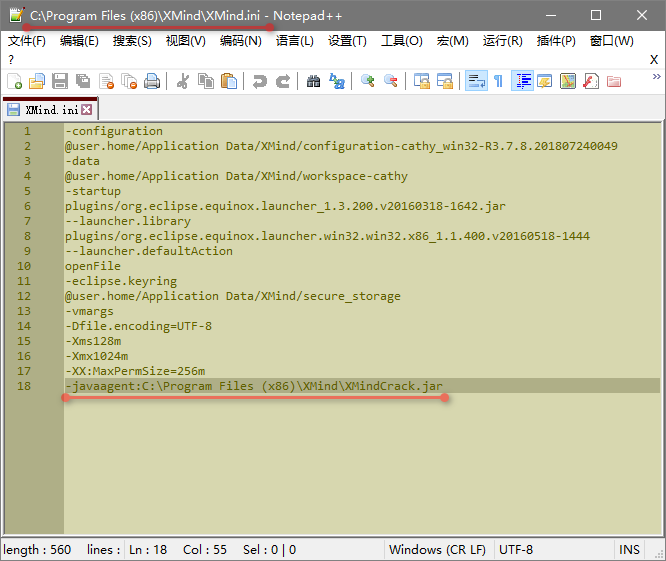 C:\Program Files (x86)\XMind\XMind.ini - Notepad++
文件(F) 编辑(E) 搜索(S) 视图(V) 编码(N) 语言(L) 设置(T) 工具(O) 宏(M) 运行(R) 插件(P) 窗口(W)
? X
XMind.ini
1 -configuration
2 @user.home/Application Data/XMind/configuration-cathy_win32-R3.7.8.201807240049
3 -data
4 @user.home/Application Data/XMind/workspace-cathy
5 -startup
6 plugins/org.eclipse.equinox.launcher_1.3.200.v20160318-1642.jar
7 --launcher.library
8 plugins/org.eclipse.equinox.launcher.win32.win32.x86_1.1.400.v20160518-1444
9 --launcher.defaultAction
10 openFile
11 -eclipse.keyring
12 @user.home/Application Data/XMind/secure_storage
13 -vmargs
14 -Dfile.encoding=UTF-8
15 -Xms128m
16 -Xmx1024m
17 -XX:MaxPermSize=256m
18 -javaagent:C:\Program Files (x86)\XMind\XMindCrack.jar
length : 560 lines : Ln : 18 Col : 55 Sel : 0 | 0 Windows (CR LF) UTF-8 INS